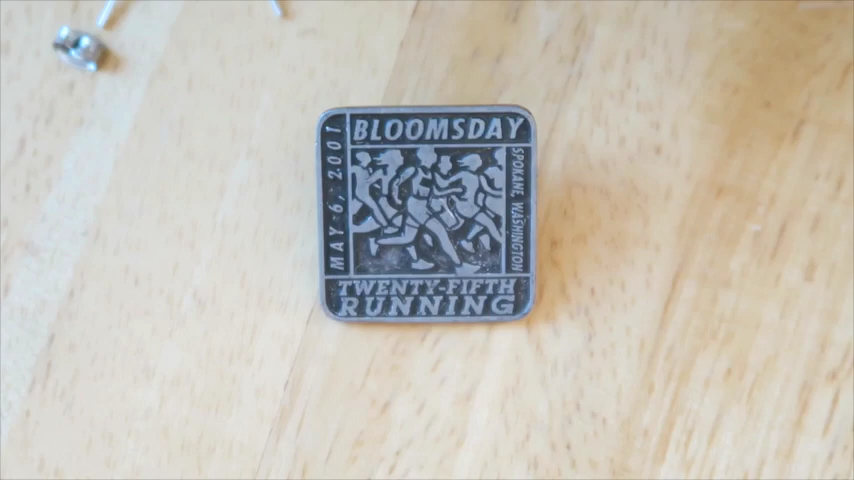 BLOOMSDAY
MAY 6, 2001
SPOKANE, WASHINGTON
TWENTY-FIFTH
RUNNING